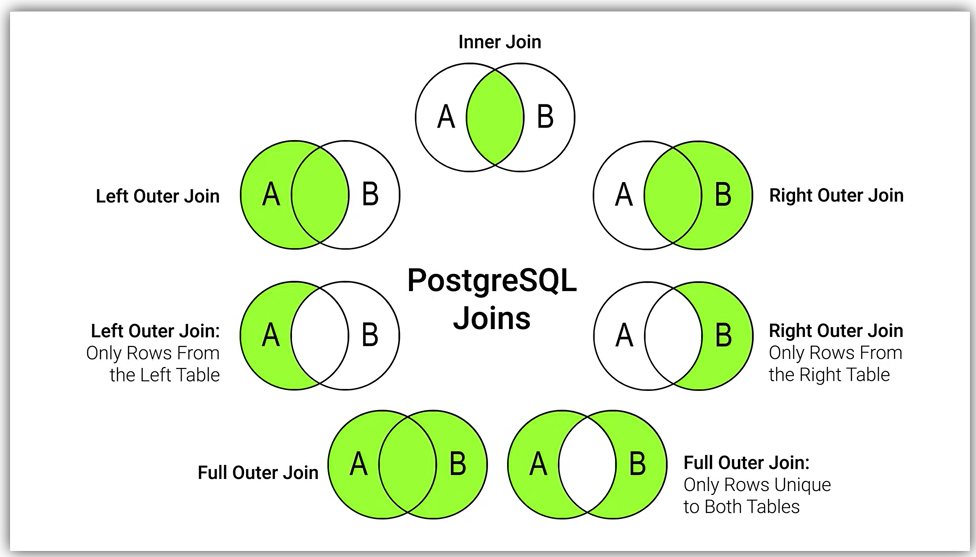 Inner Join
A B
Left Outer Join
A B
A B
Right Outer Join
PostgreSQL
Joins
Left Outer Join:
Only Rows From
the Left Table
A B
A B
Right Outer Join
Only Rows From
the Right Table
Full Outer Join
A B
A B
Full Outer Join:
Only Rows Unique
to Both Tables